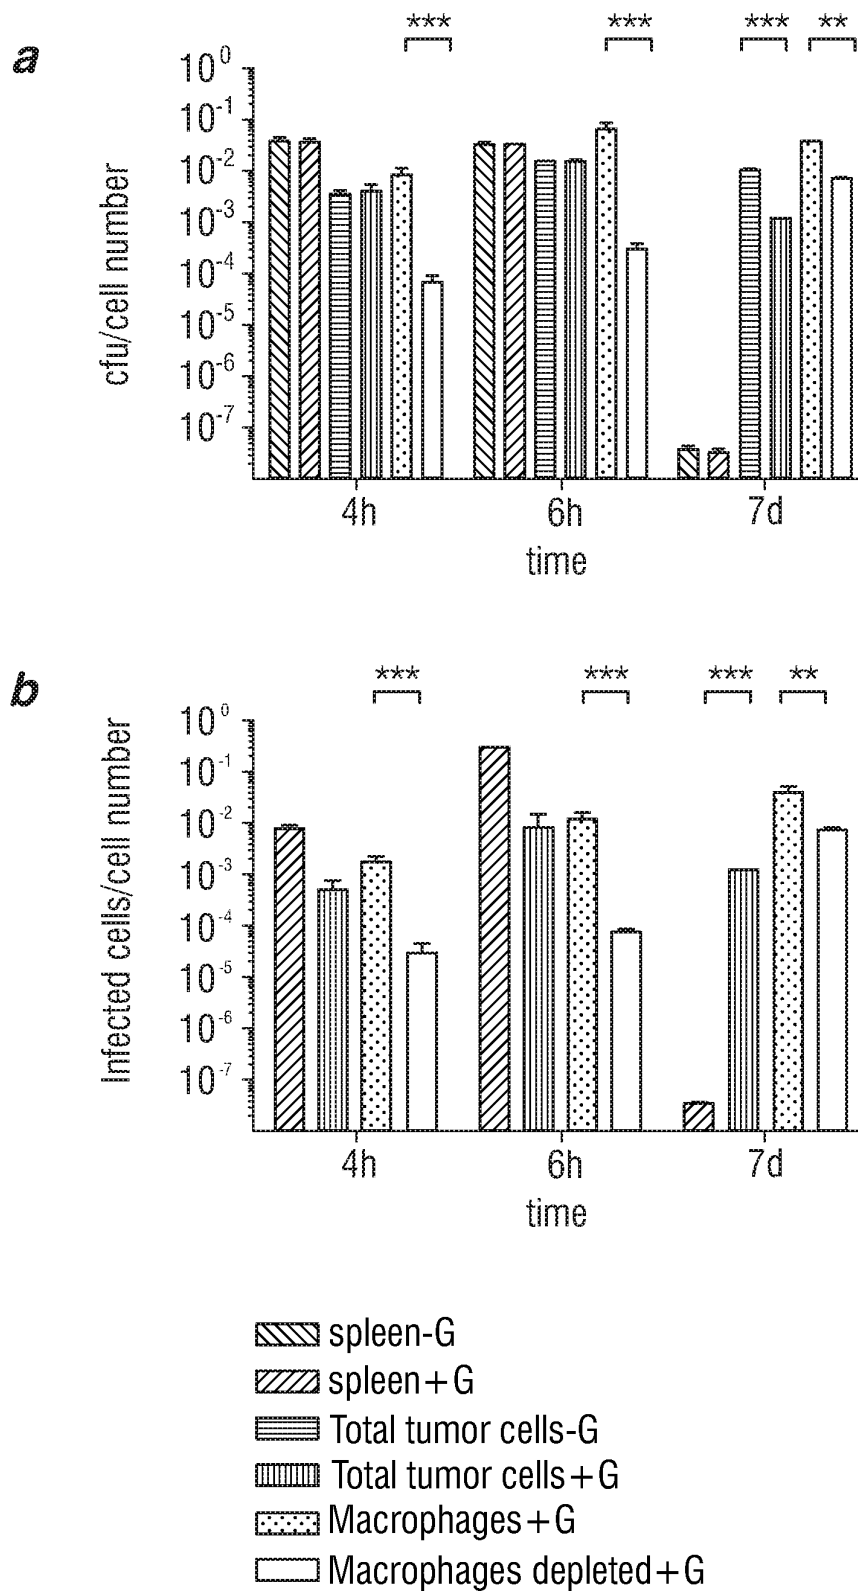 a
*** *** *** **
10^0
10^-1
10^-2
10^-3
10^-4
10^-5
10^-6
10^-7
cfu/cell number
4h 6h 7d
time
b
*** *** *** **
10^0
10^-1
10^-2
10^-3
10^-4
10^-5
10^-6
10^-7
Infected cells/cell number
4h 6h 7d
time
spleen-G
spleen+G
Total tumor cells-G
Total tumor cells+G
Macrophages+G
Macrophages depleted+G